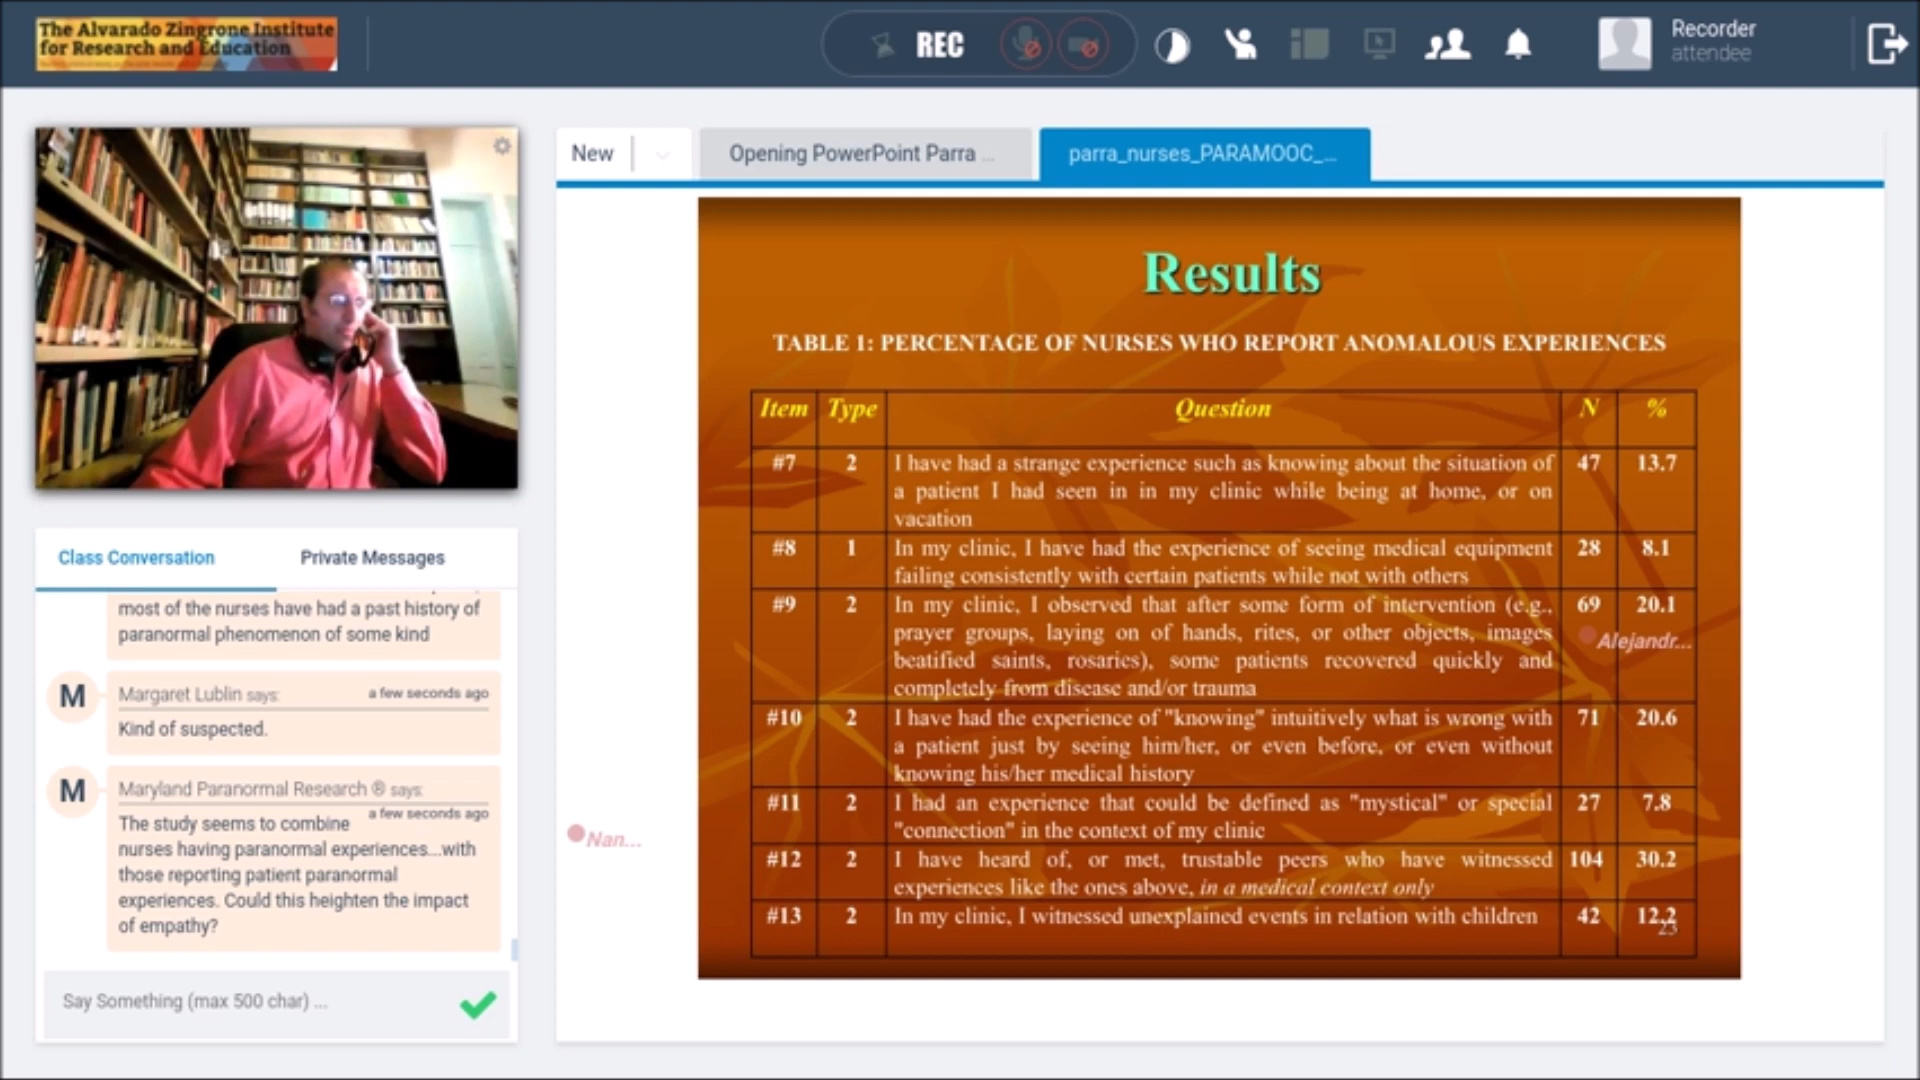 The Alvarado Zingrone Institute
for Research and Education
REC
Recorder
attendee
New
Opening PowerPoint Parra ...
parra_nurses_PARAMOOC_...
Class Conversation
Private Messages
most of the nurses have had a past history of
paranormal phenomenon of some kind
M
Margaret Lublin says:
a few seconds ago
Kind of suspected.
M
Maryland Paranormal Research ® says:
a few seconds ago
The study seems to combine
nurses having paranormal experiences...with
those reporting patient paranormal
experiences. Could this heighten the impact
of empathy?
Say Something (max 500 char) ...
Nan...
Results
TABLE 1: PERCENTAGE OF NURSES WHO REPORT ANOMALOUS EXPERIENCES
Item Type Question N %
#7 2 I have had a strange experience such as knowing about the situation of 47 13.7
a patient I had seen in in my clinic while being at home, or on
vacation
#8 1 In my clinic, I have had the experience of seeing medical equipment 28 8.1
failing consistently with certain patients while not with others
#9 2 In my clinic, I observed that after some form of intervention (e.g., 69 20.1
prayer groups, laying on of hands, rites, or other objects, images
Alejandr...
beatified saints, rosaries), some patients recovered quickly and
completely from disease and/or trauma
#10 2 I have had the experience of "knowing" intuitively what is wrong with 71 20.6
a patient just by seeing him/her, or even before, or even without
knowing his/her medical history
#11 2 I had an experience that could be defined as "mystical" or special 27 7.8
"connection" in the context of my clinic
#12 2 I have heard of, or met, trustable peers who have witnessed 104 30.2
experiences like the ones above, in a medical context only
#13 2 In my clinic, I witnessed unexplained events in relation with children 42 12.2
23